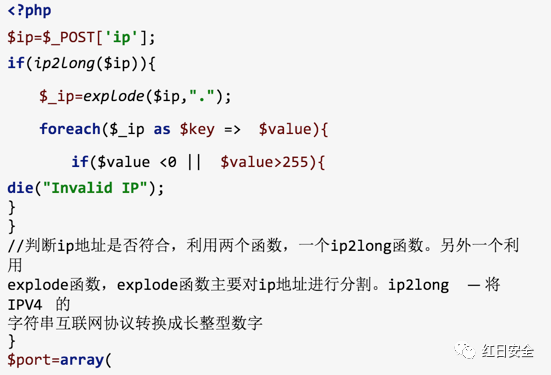 <?php
$ip=$_POST['ip'];
if(ip2long($ip)){
$_ip=explode($ip,".");
foreach($_ip as $key => $value){
if($value <0 || $value>255){
die("Invalid IP");
}
}
//判断ip地址是否符合，利用两个函数，一个ip2long函数。另外一个利
用
explode函数，explode函数主要对ip地址进行分割。ip2long — 将
IPV4 的
字符串互联网协议转换成长整型数字
}
$port=array(
红日安全